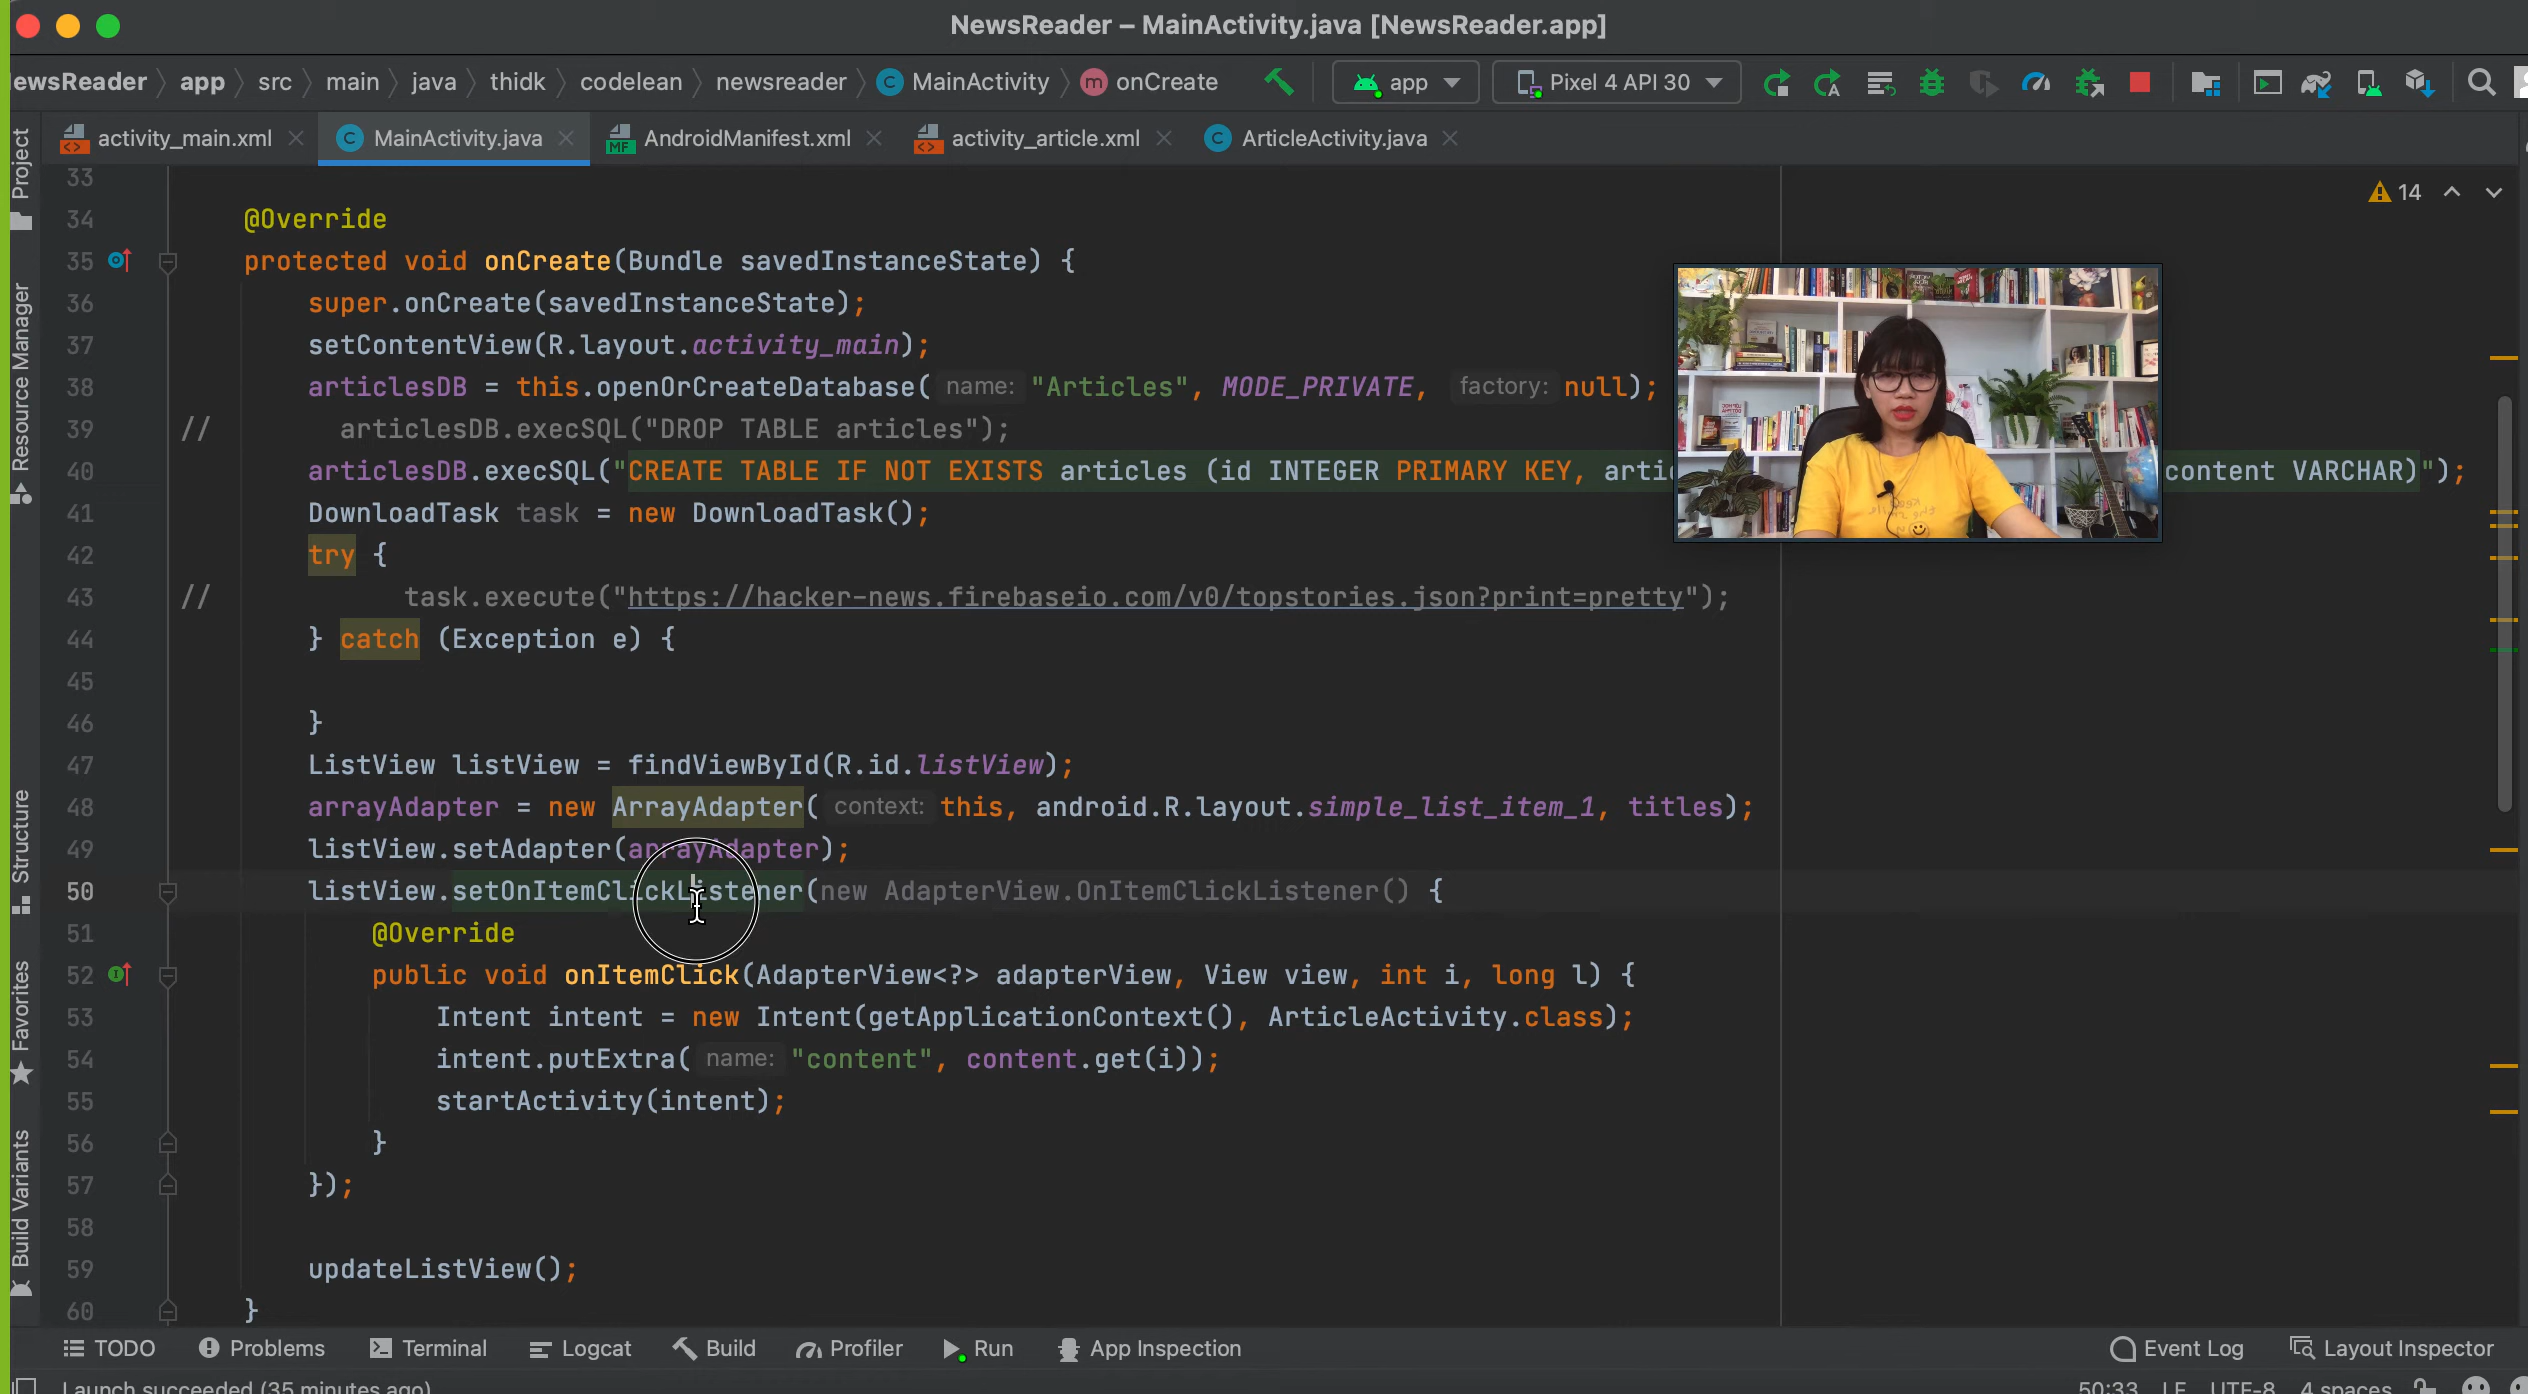 NewsReader – MainActivity.java [NewsReader.app]
ewsReader app src main java thidk codelean newsreader MainActivity onCreate app Pixel 4 API 30
activity_main.xml MainActivity.java AndroidManifest.xml activity_article.xml ArticleActivity.java
Project
Resource Manager
Structure
Favorites
Build Variants
14
33
34 @Override
35 protected void onCreate(Bundle savedInstanceState) {
36 super.onCreate(savedInstanceState);
37 setContentView(R.layout.activity_main);
38 articlesDB = this.openOrCreateDatabase( name: "Articles", MODE_PRIVATE, factory: null);
39 // articlesDB.execSQL("DROP TABLE articles");
40 articlesDB.execSQL("CREATE TABLE IF NOT EXISTS articles (id INTEGER PRIMARY KEY, artic content VARCHAR)");
41 DownloadTask task = new DownloadTask();
42 try {
43 // task.execute("https://hacker-news.firebaseio.com/v0/topstories.json?print=pretty");
44 } catch (Exception e) {
45
46 }
47 ListView listView = findViewById(R.id.listView);
48 arrayAdapter = new ArrayAdapter( context: this, android.R.layout.simple_list_item_1, titles);
49 listView.setAdapter(arrayAdapter);
50 listView.setOnItemClickListener(new AdapterView.OnItemClickListener() {
51 @Override
52 public void onItemClick(AdapterView<?> adapterView, View view, int i, long l) {
53 Intent intent = new Intent(getApplicationContext(), ArticleActivity.class);
54 intent.putExtra( name: "content", content.get(i));
55 startActivity(intent);
56 }
57 });
58
59 updateListView();
60 }
TODO Problems Terminal Logcat Build Profiler Run App Inspection Event Log Layout Inspector
Launch succeeded (35 minutes ago) 50:33 LF UTF-8 4 spaces